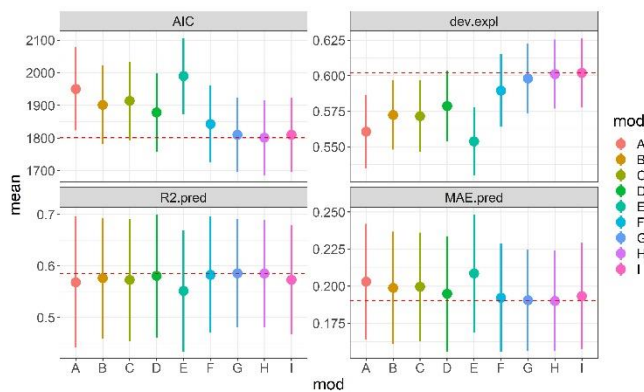 AIC
dev.expl
2100
2000
1900
1800
1700
0.625
0.600
0.575
0.550
mean
R2.pred
MAE.pred
0.7
0.6
0.5
0.250
0.225
0.200
0.175
A B C D E F G H I
A B C D E F G H I
mod
mod
A
B
C
D
E
F
G
H
I